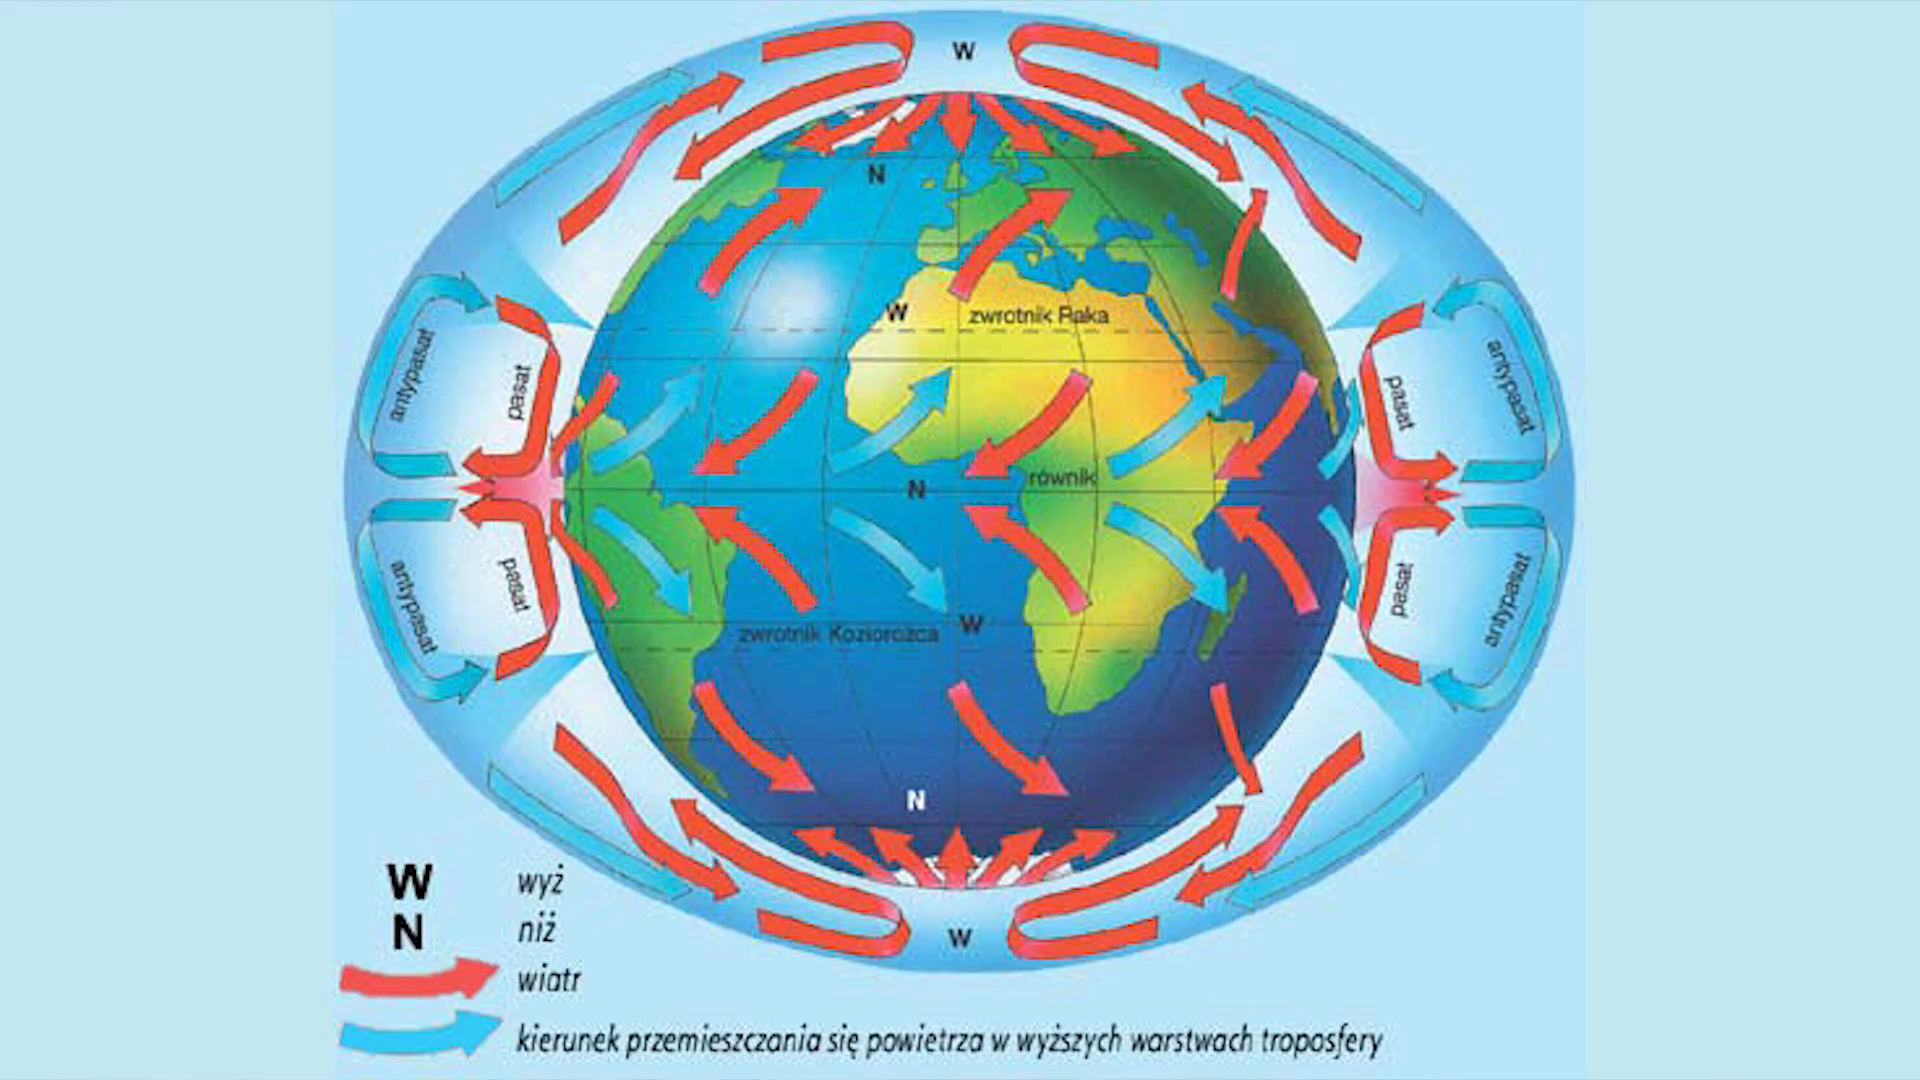 W
N
W
zwrotnik Raka
antypasat
pasat
pasat
antypasat
równik
N
antypasat
pasat
pasat
antypasat
W
zwrotnik Koziorożca
N
W
W wyż
N niż
wiatr
kierunek przemieszczania się powietrza w wyższych warstwach troposfery